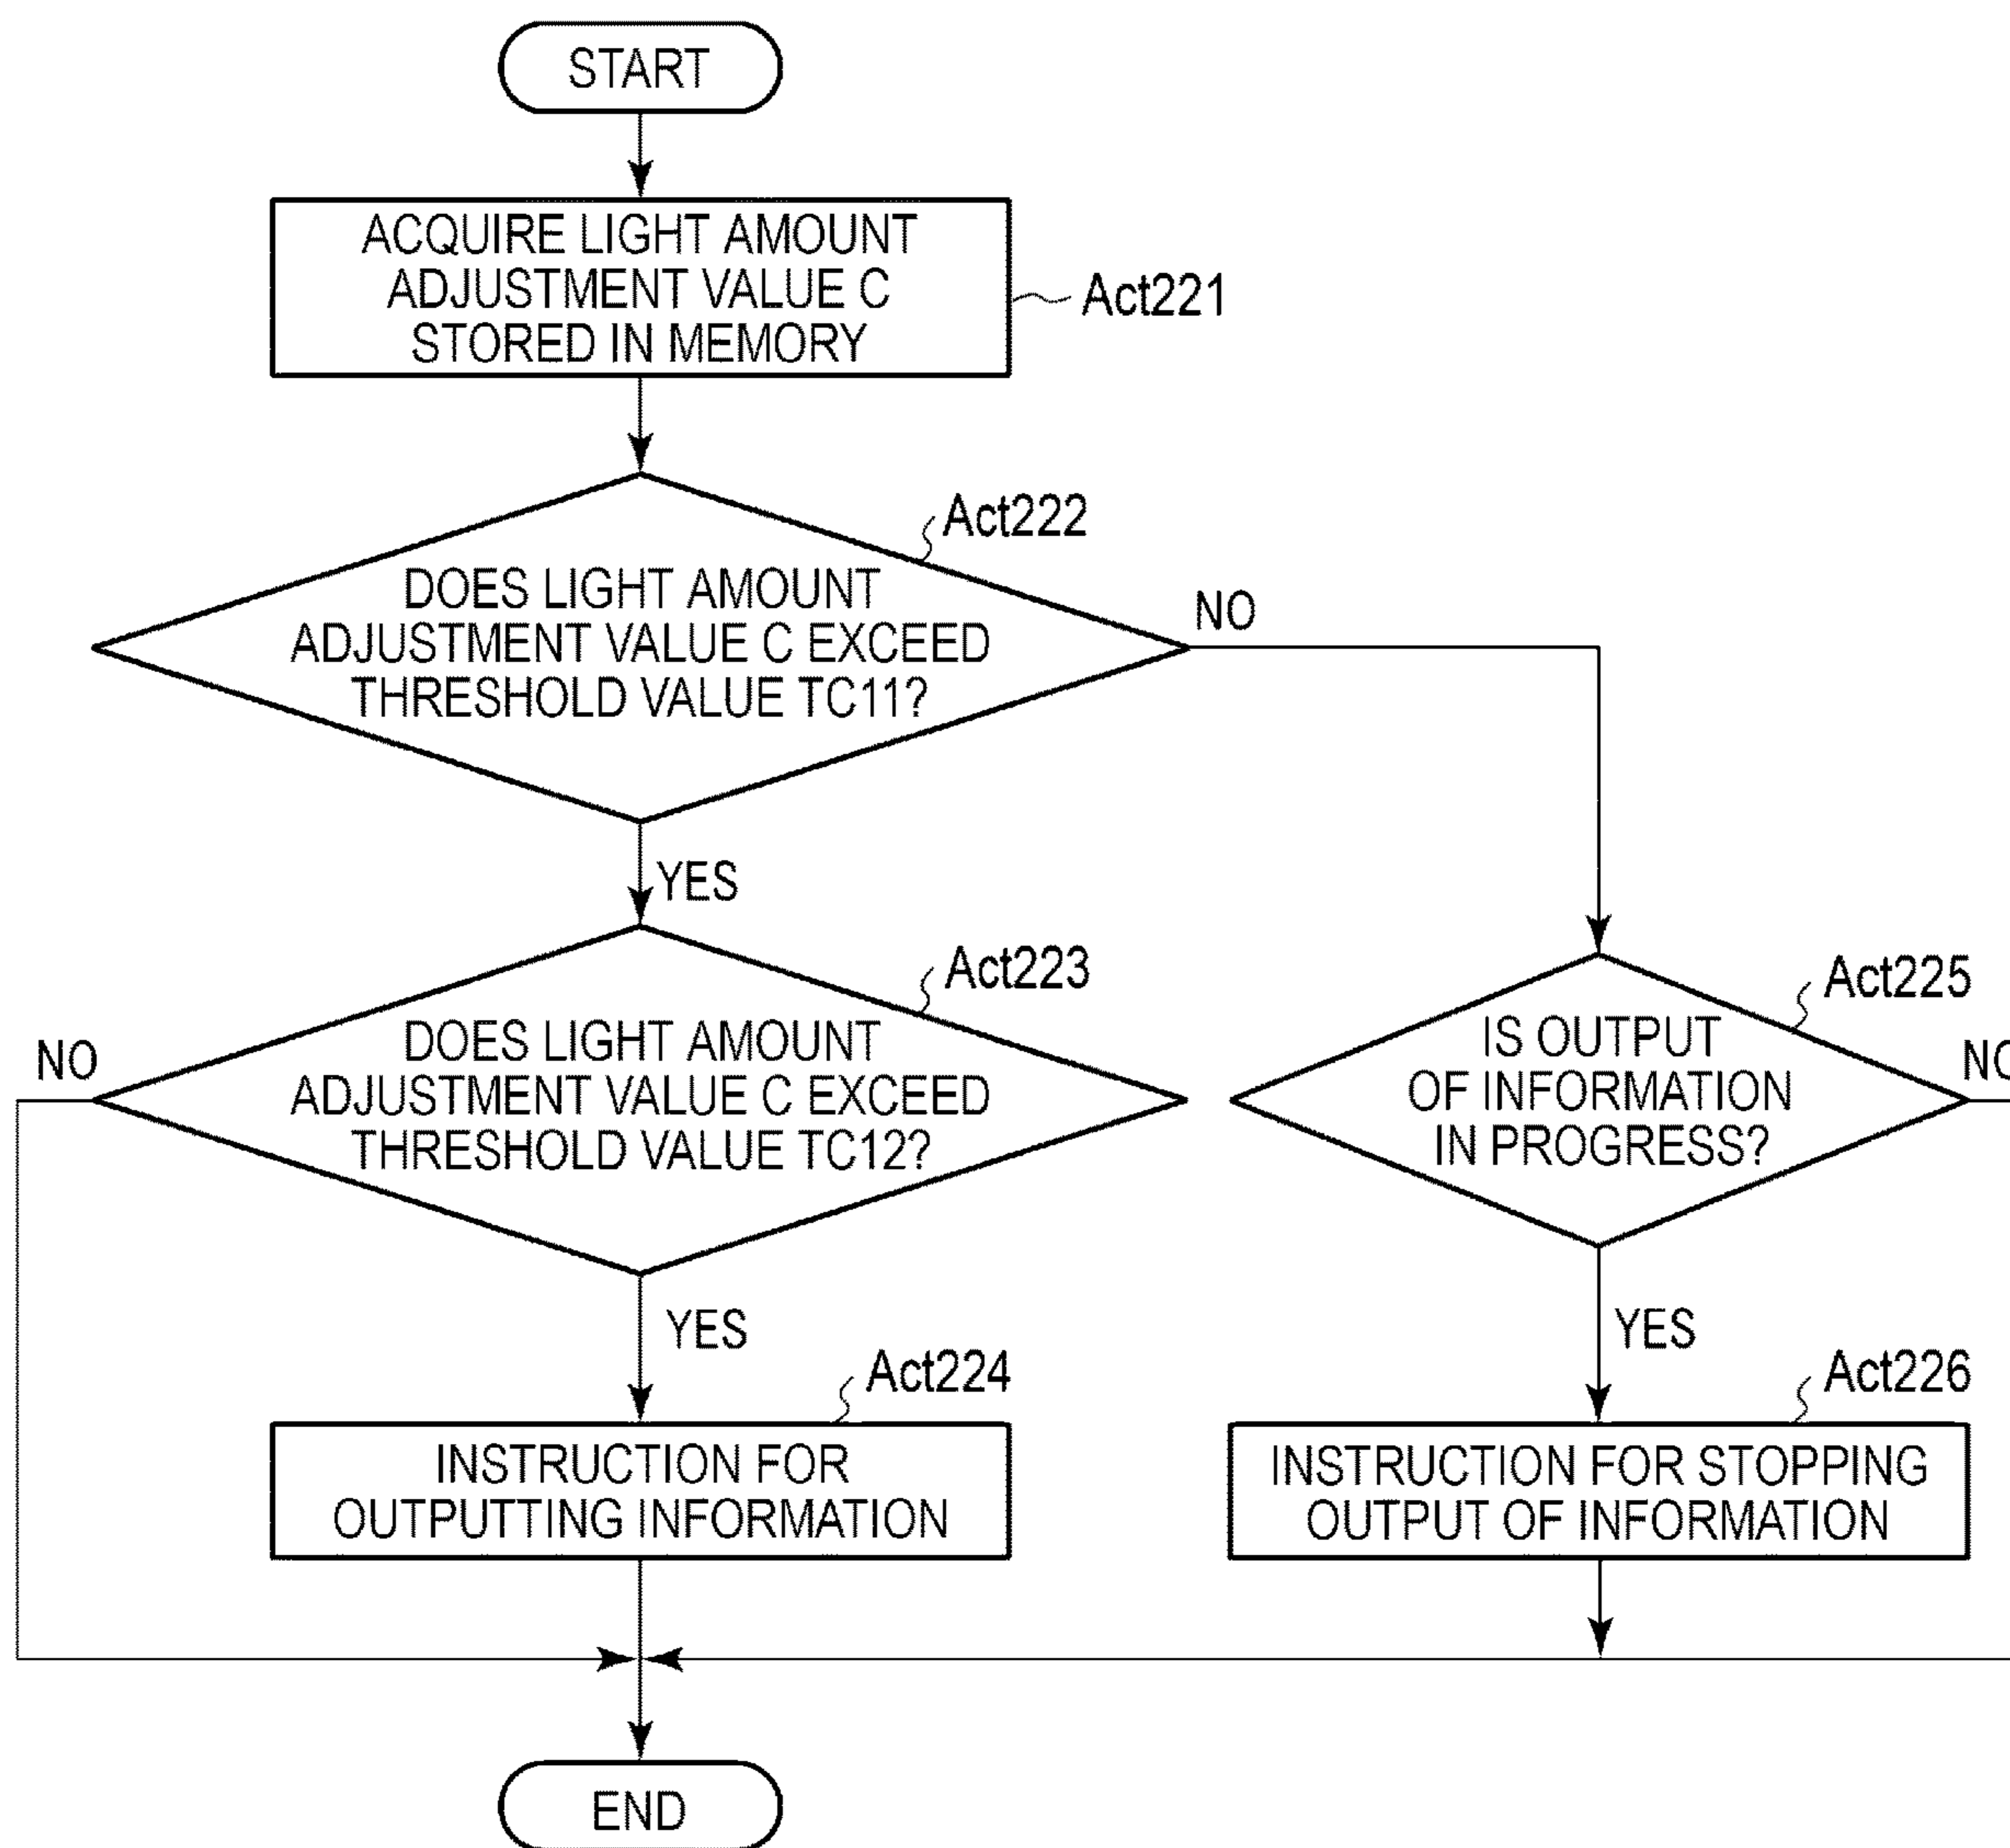 START
ACQUIRE LIGHT AMOUNT
ADJUSTMENT VALUE C
STORED IN MEMORY
Act221
Act222
DOES LIGHT AMOUNT
ADJUSTMENT VALUE C EXCEED
THRESHOLD VALUE TC11?
NO
YES
Act223
DOES LIGHT AMOUNT
ADJUSTMENT VALUE C EXCEED
THRESHOLD VALUE TC12?
NO
YES
Act224
INSTRUCTION FOR
OUTPUTTING INFORMATION
Act225
IS OUTPUT
OF INFORMATION
IN PROGRESS?
NO
YES
Act226
INSTRUCTION FOR STOPPING
OUTPUT OF INFORMATION
END